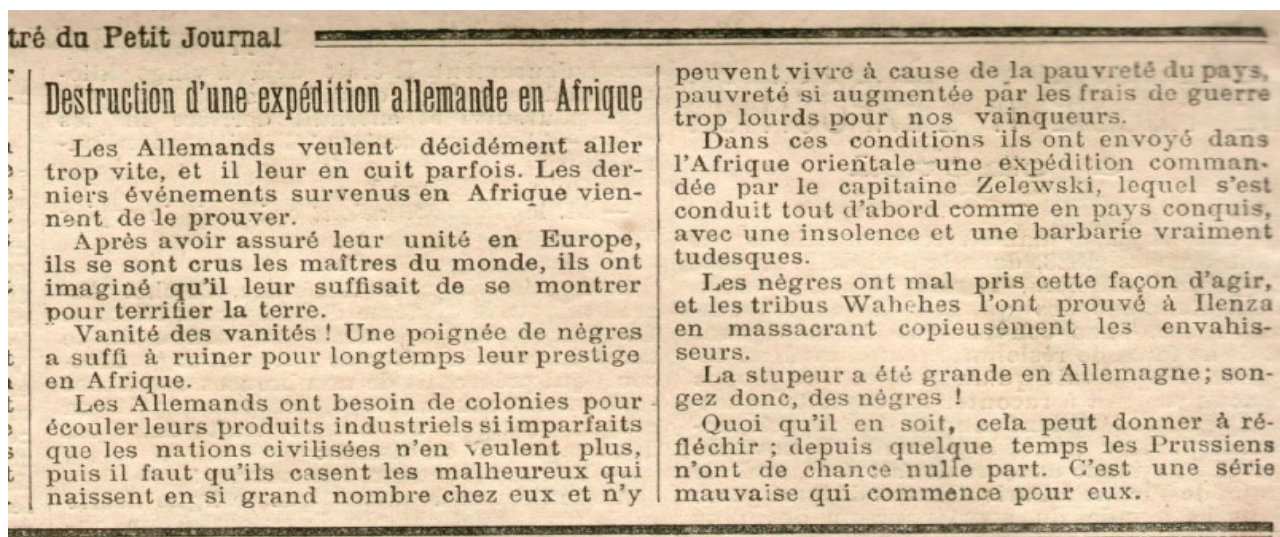 tré du Petit Journal
Destruction d'une expédition allemande en Afrique
Les Allemands veulent décidément aller
trop vite, et il leur en cuit parfois. Les der-
niers événements survenus en Afrique vien-
nent de le prouver.
Après avoir assuré leur unité en Europe,
ils se sont crus les maîtres du monde, ils ont
imaginé qu'il leur suffisait de se montrer
pour terrifier la terre.
Vanité des vanités ! Une poignée de nègres
a suffi à ruiner pour longtemps leur prestige
en Afrique.
Les Allemands ont besoin de colonies pour
écouler leurs produits industriels si imparfaits
que les nations civilisées n'en veulent plus,
puis il faut qu'ils casent les malheureux qui
naissent en si grand nombre chez eux et n'y
peuvent vivre à cause de la pauvreté du pays,
pauvreté si augmentée par les frais de guerre
trop lourds pour nos vainqueurs.
Dans ces conditions ils ont envoyé dans
l'Afrique orientale une expédition comman-
dée par le capitaine Zelewski, lequel s'est
conduit tout d'abord comme en pays conquis,
avec une insolence et une barbarie vraiment
tudesques.
Les nègres ont mal pris cette façon d'agir,
et les tribus Wahehes l'ont prouvé à Ilenza
en massacrant copieusement les envahis-
seurs.
La stupeur a été grande en Allemagne; son-
gez donc, des nègres !
Quoi qu'il en soit, cela peut donner à ré-
fléchir ; depuis quelque temps les Prussiens
n'ont de chance nulle part. C'est une série
mauvaise qui commence pour eux.